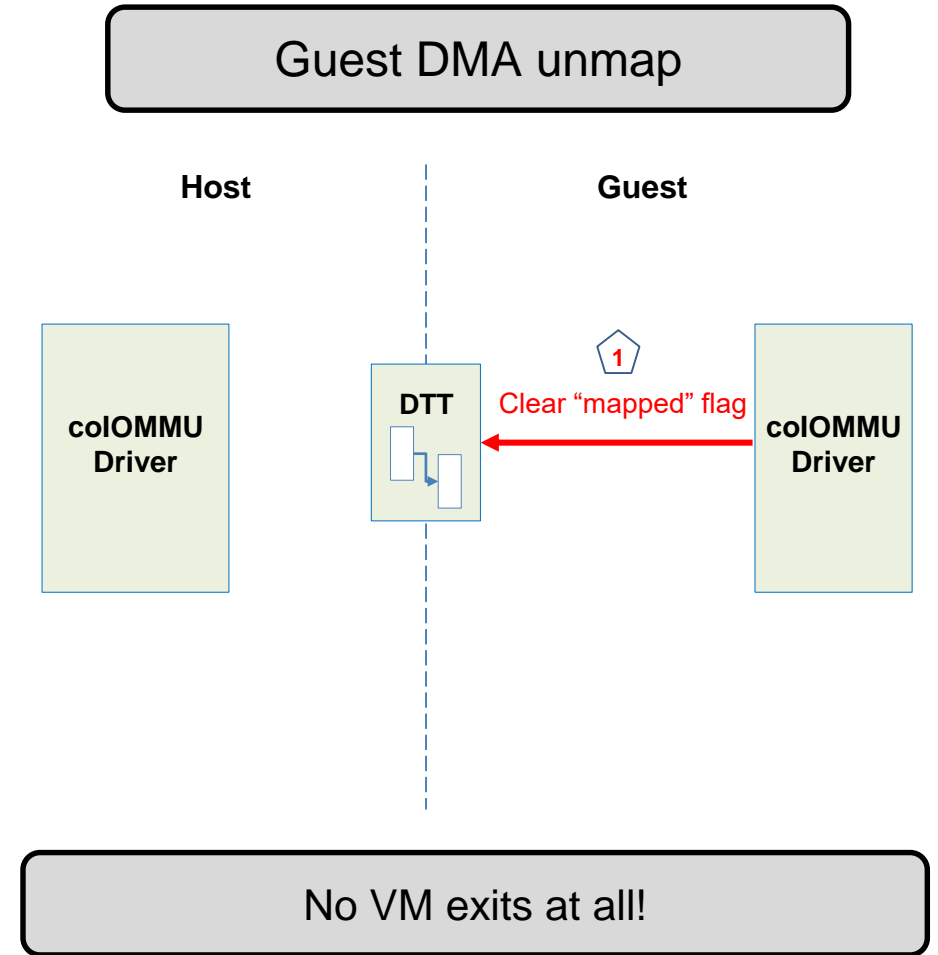 Guest DMA unmap
Host
Guest
1
DTT
Clear “mapped” flag
coIOMMU
Driver
coIOMMU
Driver
No VM exits at all!